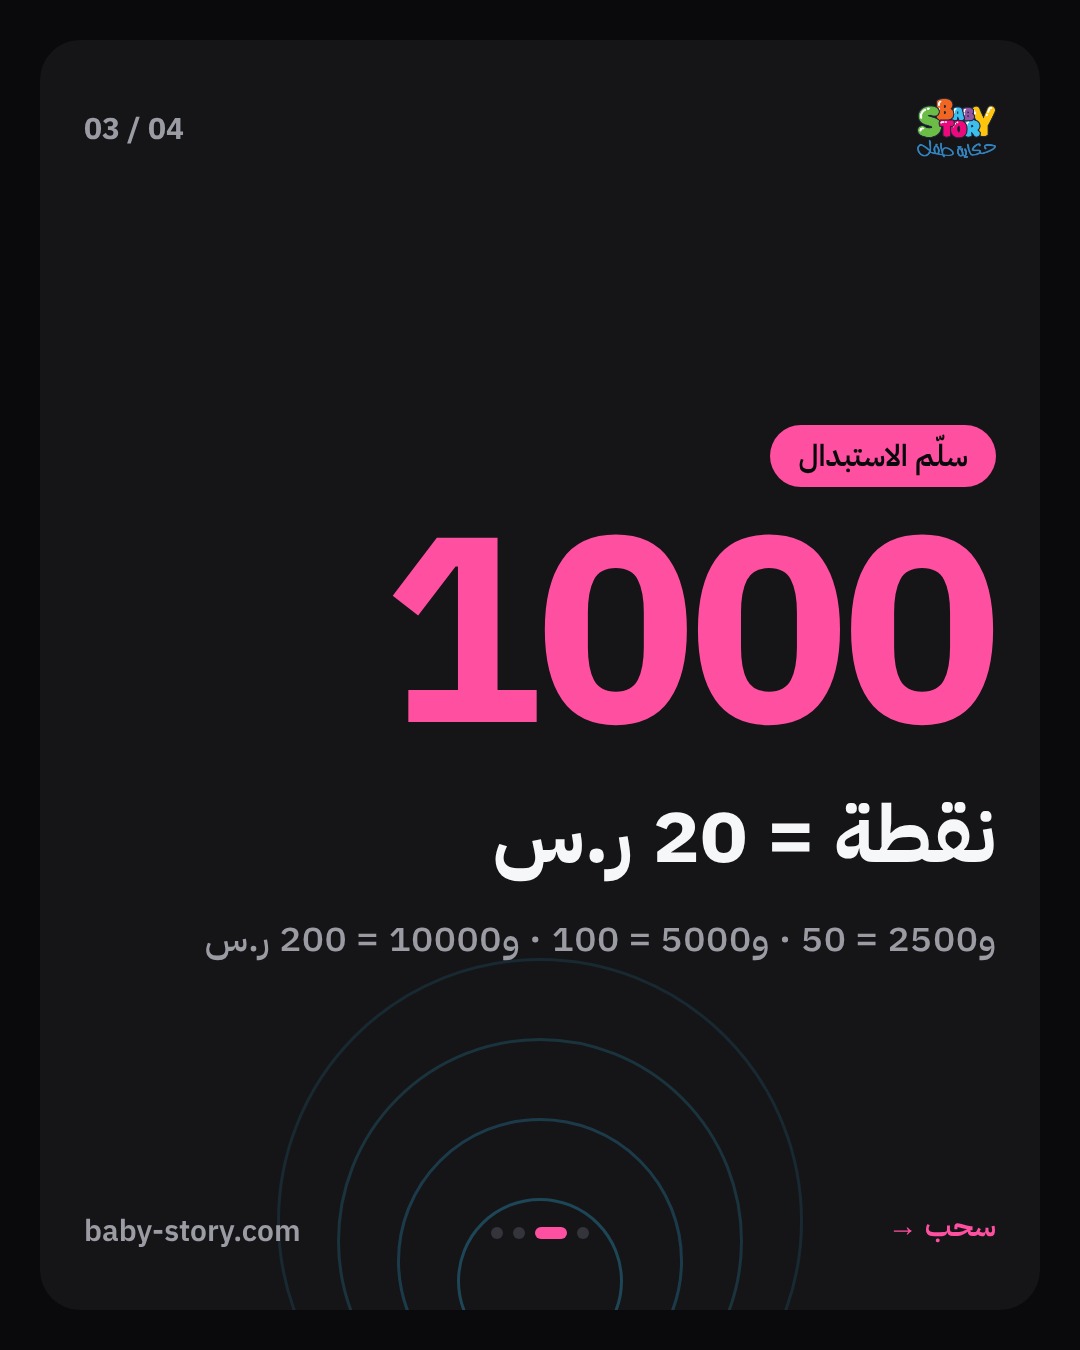 03 / 04
BABY
STORY
حكاية طفل
سلّم الاستبدال
1000
نقطة = 20 ر.س
و2500 = 50 · و5000 = 100 · و10000 = 200 ر.س
baby-story.com
سحب →